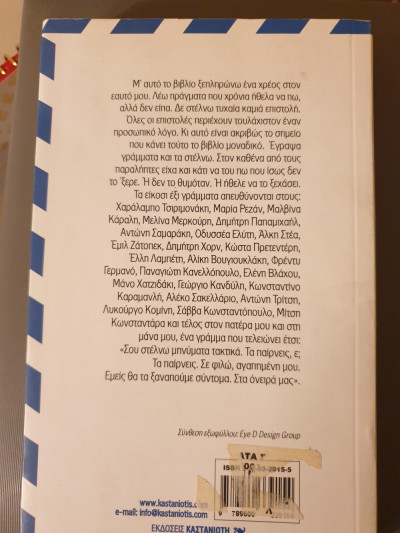 Μ' αυτό το βιβλίο ξεπληρώνω ένα χρέος στον
εαυτό μου. Λέω πράγματα που χρόνια ήθελα να πω,
αλλά δεν είπα. Δε στέλνω τυχαία καμιά επιστολή.
Όλες οι επιστολές περιέχουν τουλάχιστον έναν
προσωπικό λόγο. Κι αυτό είναι ακριβώς το σημείο
που κάνει τούτο το βιβλίο μοναδικό. Έγραψα
γράμματα και τα στέλνω. Στον καθένα από τους
παραλήπτες είχα και κάτι να του πω που ίσως δεν
το 'ξερε. Ή δεν το θυμόταν. Ή ήθελε να το ξεχάσει.
Τα είκοσι έξι γράμματα απευθύνονται στους:
Χαράλαμπο Τσιριμονάκη, Μαρία Ρεζάν, Μαλβίνα
Κάραλη, Μελίνα Μερκούρη, Δημήτρη Παπαμιχαήλ,
Αντώνη Σαμαράκη, Οδυσσέα Ελύτη, Άλκη Στέα,
Εμίλ Ζάτοπεκ, Δημήτρη Χορν, Κώστα Πρετεντέρη,
Έλλη Λαμπέτη, Αλίκη Βουγιουκλάκη, Φρέντυ
Γερμανό, Παναγιώτη Κανελλόπουλο, Ελένη Βλάχου,
Μάνο Χατζιδάκι, Γεώργιο Κανδύλη, Κωνσταντίνο
Καραμανλή, Αλέκο Σακελλάριο, Αντώνη Τρίτση,
Λυκούργο Κομίνη, Σάββα Κωνσταντόπουλο, Μίτση
Κωνσταντάρα και τέλος στον πατέρα μου και στη
μάνα μου, ένα γράμμα που τελειώνει έτσι:
«Σου στέλνω μηνύματα τακτικά. Τα παίρνεις, ε;
Τα παίρνεις. Σε φιλώ, αγαπημένη μου.
Εμείς θα τα ξαναπούμε σύντομα. Στα όνειρά μας».
Σύνθεση εξωφύλλου: Eye D Design Group
ISBN
www.kastaniotis.com
e-mail: info@kastaniotis.com
ΕΚΔΟΣΕΙΣ ΚΑΣΤΑΝΙΩΤΗ
9 789600